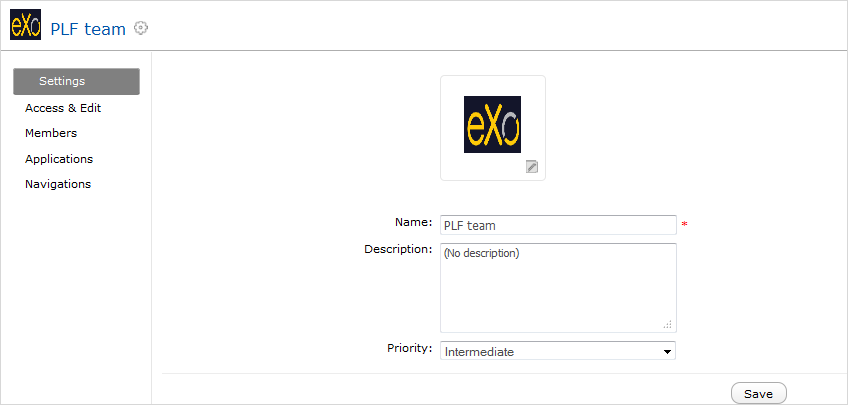 eXo PLF team
Settings
Access & Edit
Members
Applications
Navigations
eXo
Name: PLF team *
Description: (No description)
Priority: Intermediate
Save